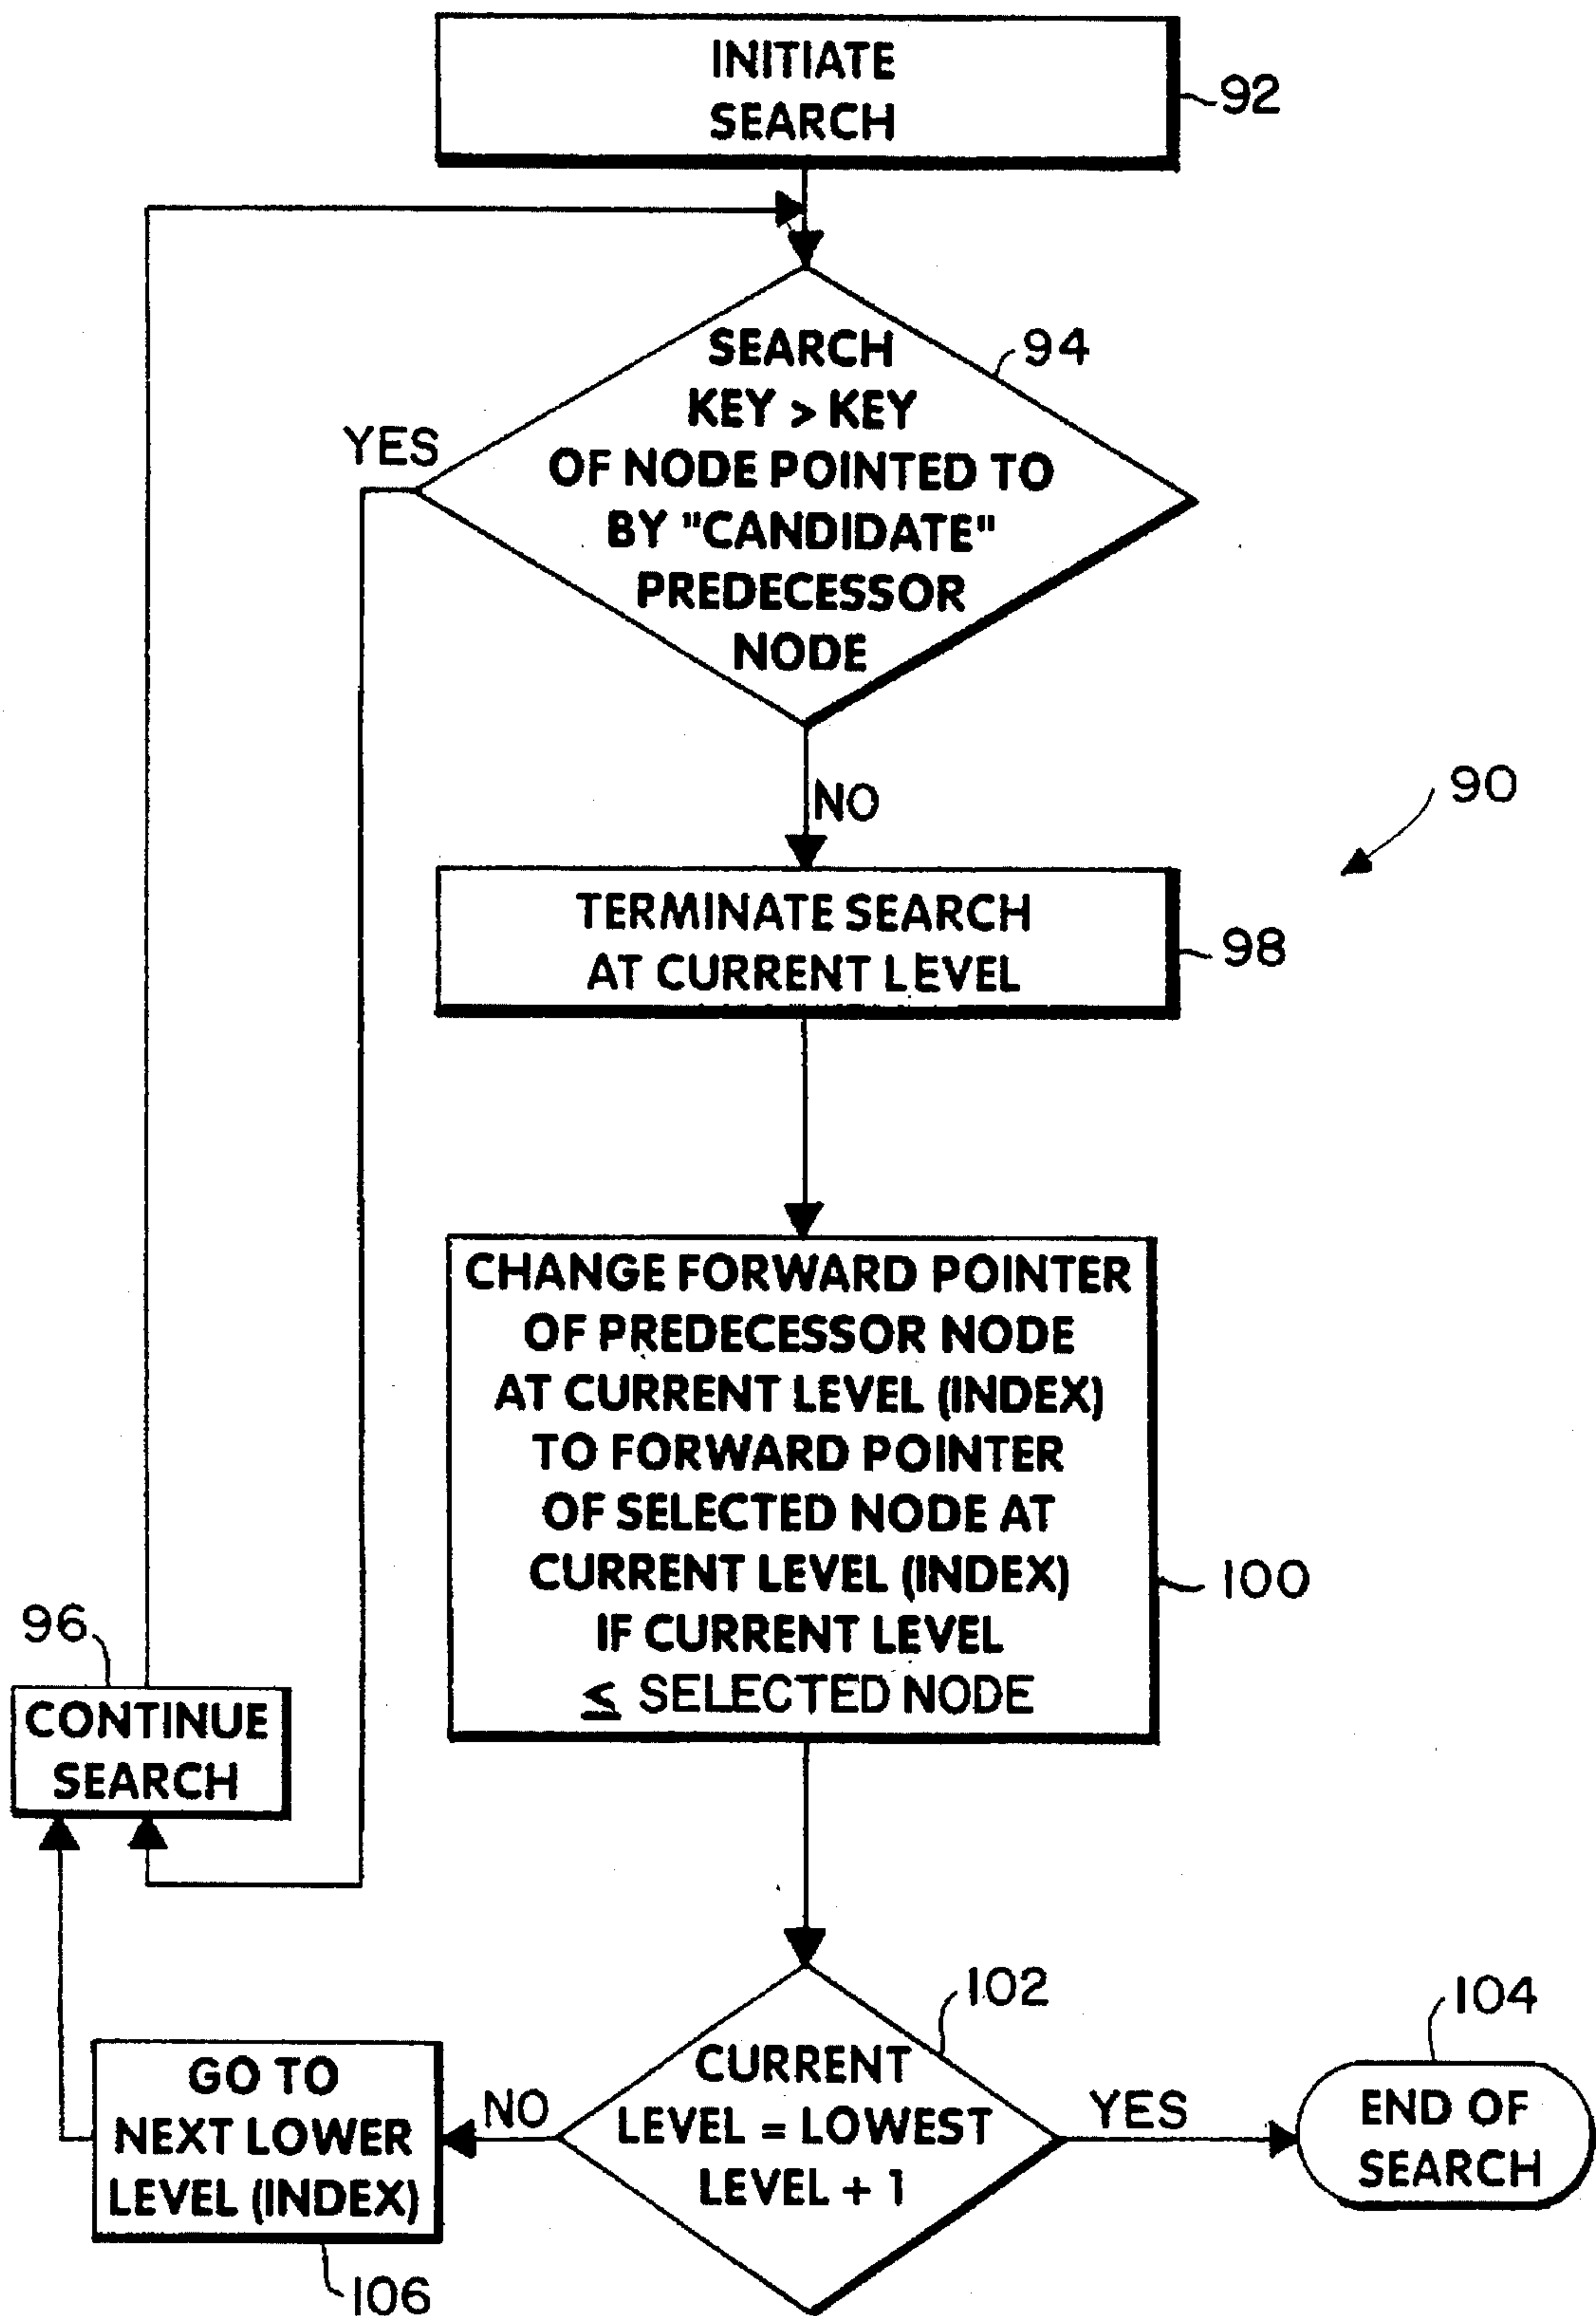 INITIATE
SEARCH
92
SEARCH
KEY > KEY
OF NODE POINTED TO
BY "CANDIDATE"
PREDECESSOR
NODE
94
YES
NO
90
TERMINATE SEARCH
AT CURRENT LEVEL
98
CHANGE FORWARD POINTER
OF PREDECESSOR NODE
AT CURRENT LEVEL (INDEX)
TO FORWARD POINTER
OF SELECTED NODE AT
CURRENT LEVEL (INDEX)
IF CURRENT LEVEL
≤ SELECTED NODE
100
96
CONTINUE
SEARCH
102
CURRENT
LEVEL = LOWEST
LEVEL + 1
NO
YES
104
END OF
SEARCH
GO TO
NEXT LOWER
LEVEL (INDEX)
106